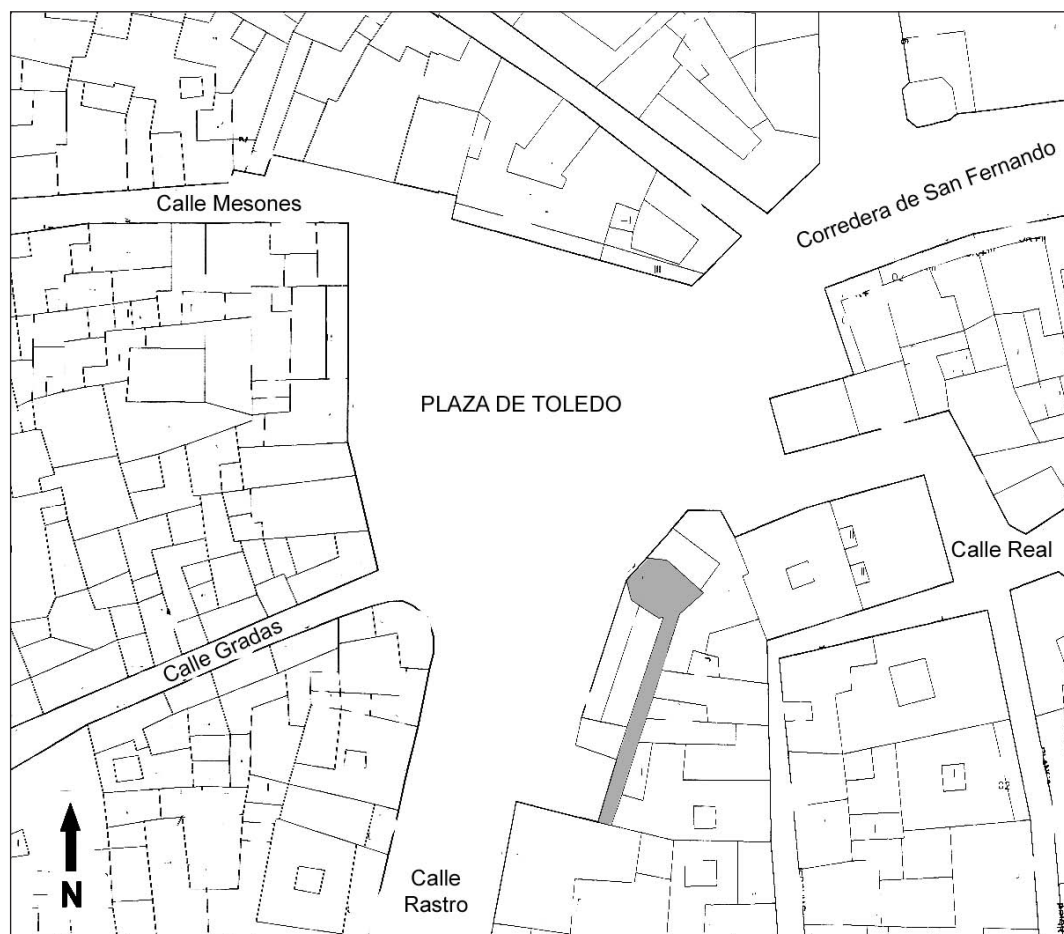 Calle Mesones
Corredera de San Fernando
PLAZA DE TOLEDO
Calle Real
Calle Gradas
Calle
Rastro
N